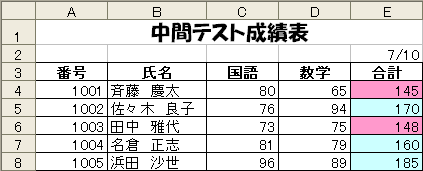 A B C D E
1 中間テスト成績表
2 7/10
3 番号 氏名 国語 数学 合計
4 1001 斉藤 慶太 80 65 145
5 1002 佐々木 良子 76 94 170
6 1003 田中 雅代 73 75 148
7 1004 名倉 正志 81 79 160
8 1005 浜田 沙世 96 89 185